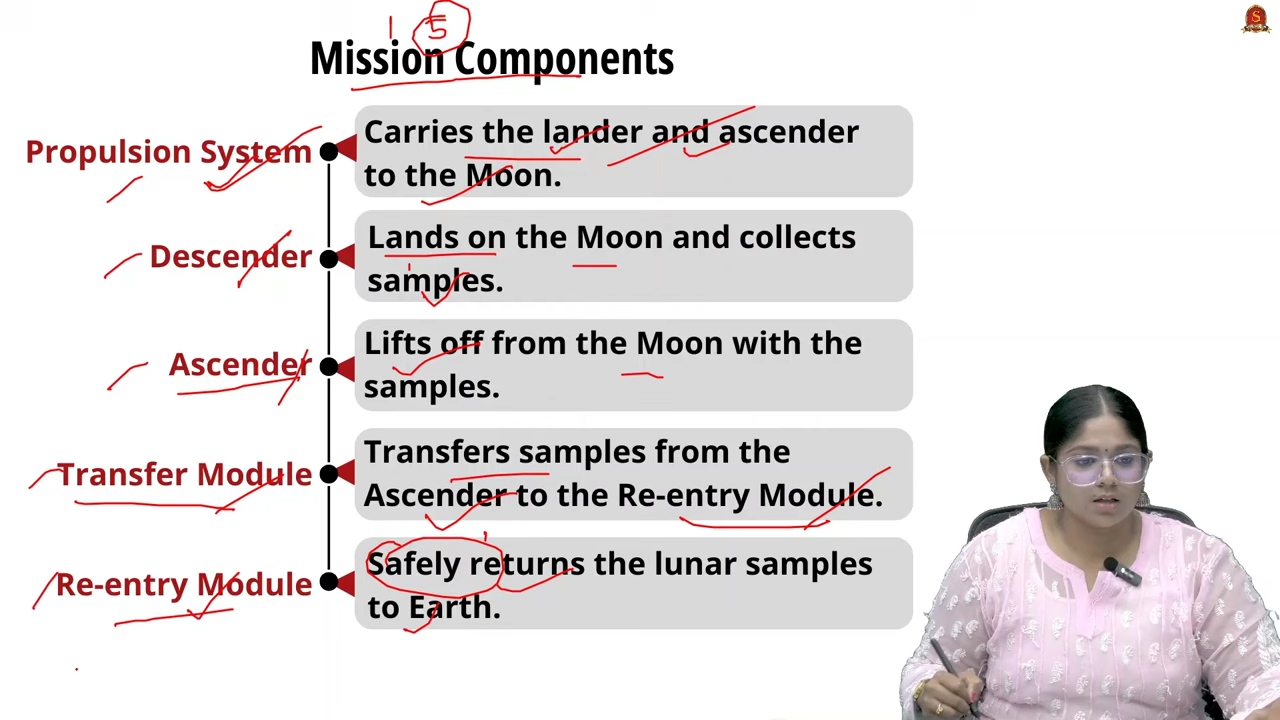 1 5
Mission Components
Propulsion System
Carries the lander and ascender
to the Moon.
Descender
Lands on the Moon and collects
samples.
Ascender
Lifts off from the Moon with the
samples.
Transfer Module
Transfers samples from the
Ascender to the Re-entry Module.
Re-entry Module
Safely returns the lunar samples
to Earth.